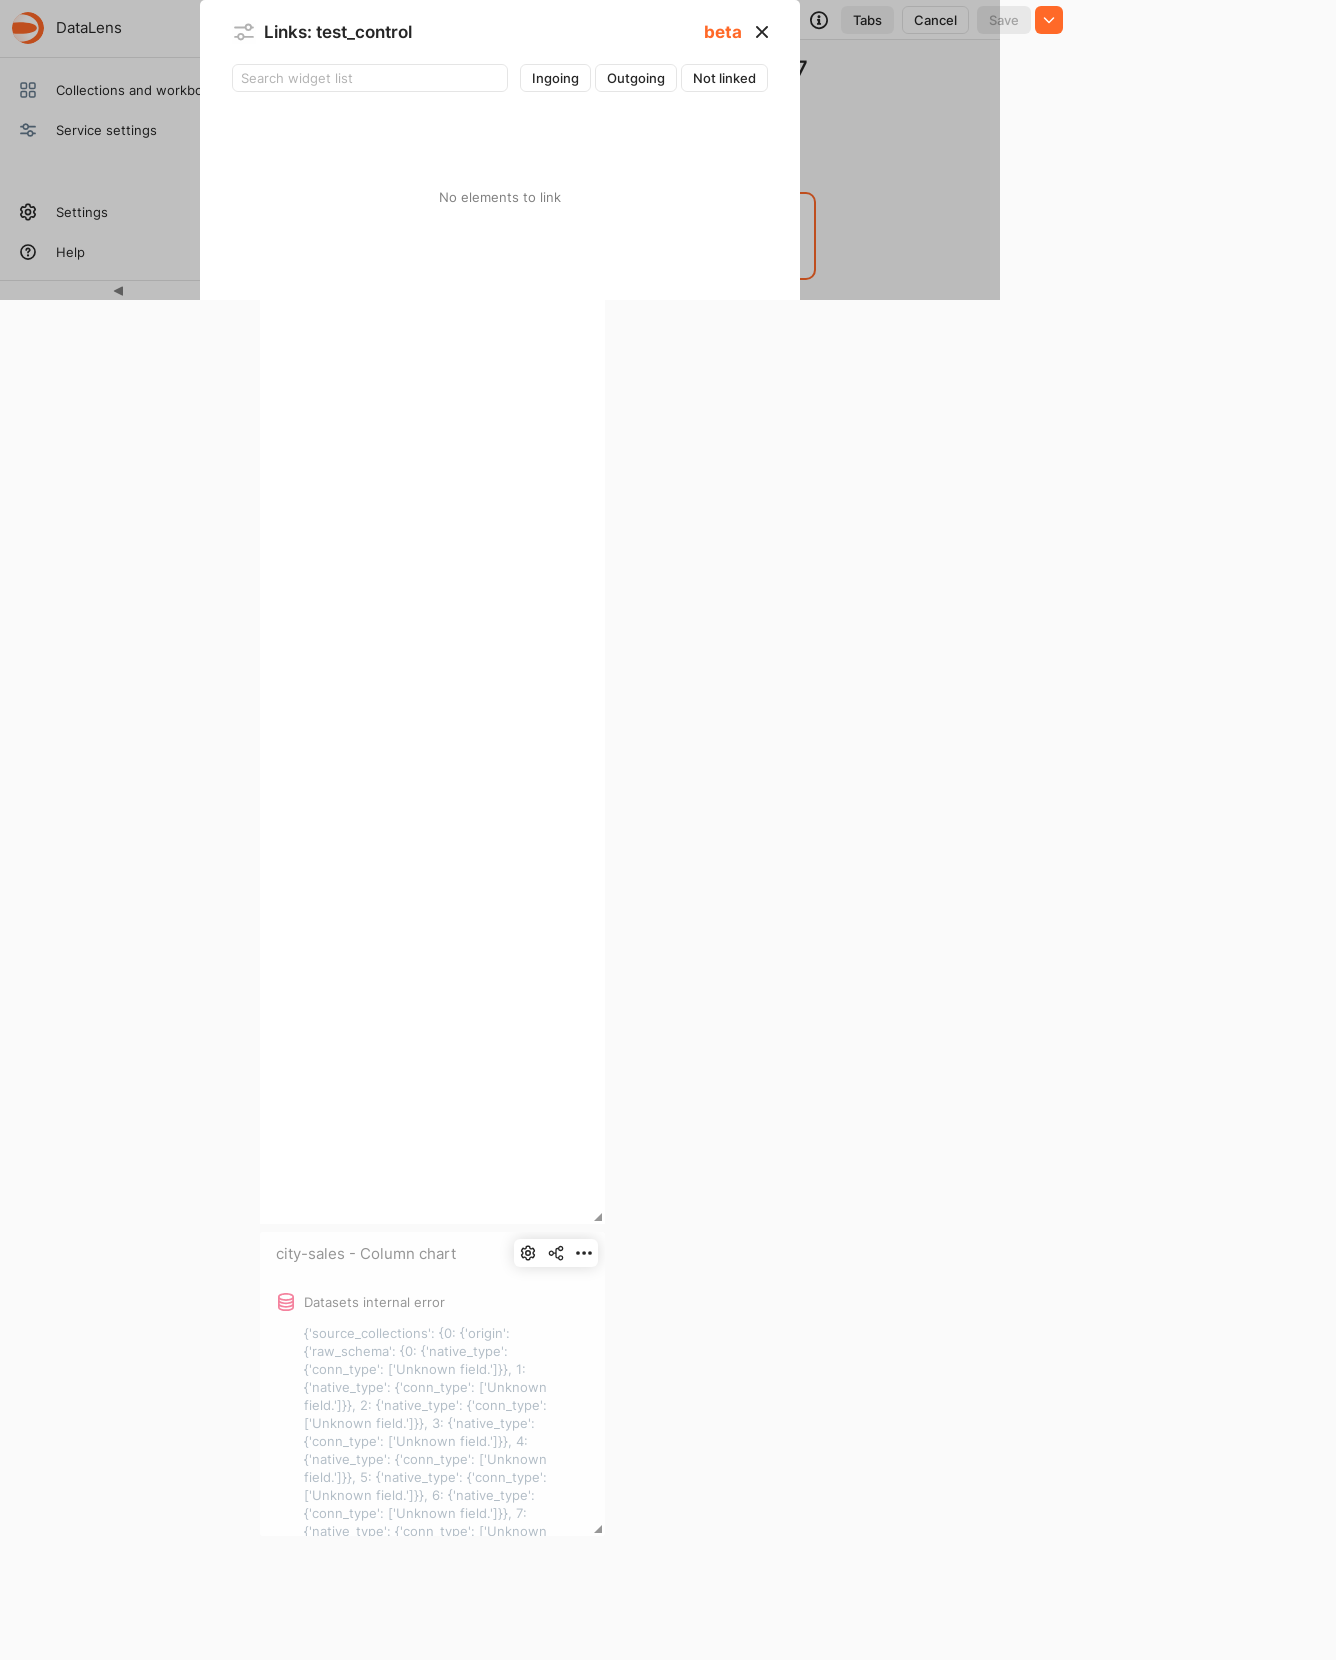 DataLens
Links: test_control
beta
Tabs
Cancel
Save
Ingoing
Outgoing
Not linked
Search widget list
7
Collections and workbo
Service settings
No elements to link
Settings
Help
city-sales - Column chart
Datasets internal error
{'source_collections': {0: {'origin':
{'raw_schema': {0: {'native_type':
{'conn_type': ['Unknown field.']}}, 1:
{'native_type': {'conn_type': ['Unknown
field.']}}, 2: {'native_type': {'conn_type':
['Unknown field.']}}, 3: {'native_type':
{'conn_type': ['Unknown field.']}}, 4:
{'native_type': {'conn_type': ['Unknown
field.']}}, 5: {'native_type': {'conn_type':
['Unknown field.']}}, 6: {'native_type':
{'conn_type': ['Unknown field.']}}, 7:
{'native_type': {'conn_type': ['Unknown